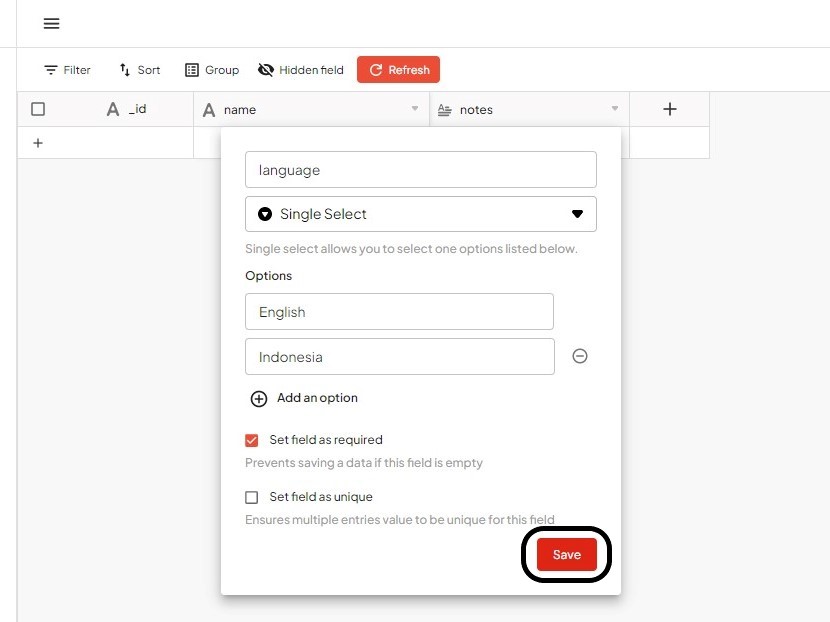 Filter Sort Group Hidden field Refresh
A _id A name notes
language
Single Select
Single select allows you to select one options listed below.
Options
English
Indonesia
Add an option
Set field as required
Prevents saving a data if this field is empty
Set field as unique
Ensures multiple entries value to be unique for this field
Save